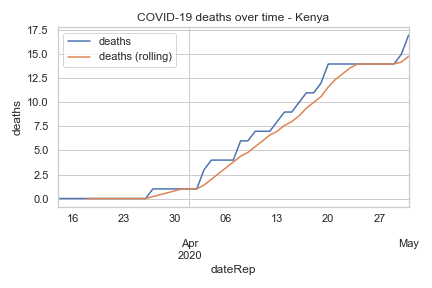 COVID-19 deaths over time - Kenya
deaths
deaths (rolling)
deaths
17.5
15.0
12.5
10.0
7.5
5.0
2.5
0.0
16 23 30 06 13 20 27
Apr May
2020
dateRep